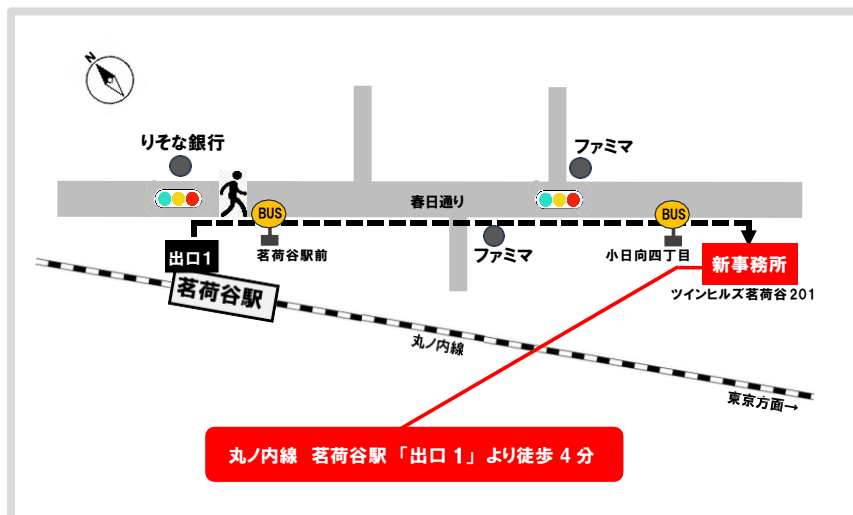 N
りそな銀行
ファミマ
春日通り
BUS
BUS
出口1
茗荷谷駅前
ファミマ
小日向四丁目
新事務所
茗荷谷駅
ツインヒルズ茗荷谷201
丸ノ内線
東京方面→
丸ノ内線 茗荷谷駅 「出口 1」 より徒歩 4 分